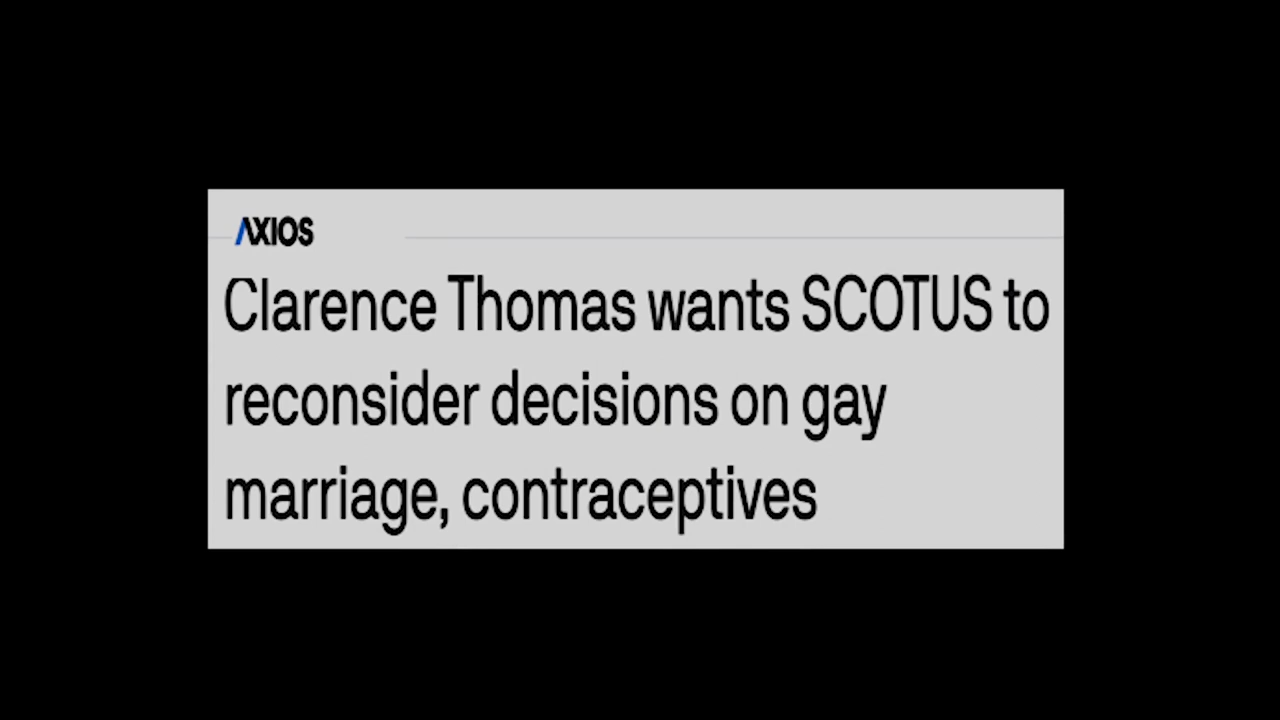 AXIOS
Clarence Thomas wants SCOTUS to
reconsider decisions on gay
marriage, contraceptives